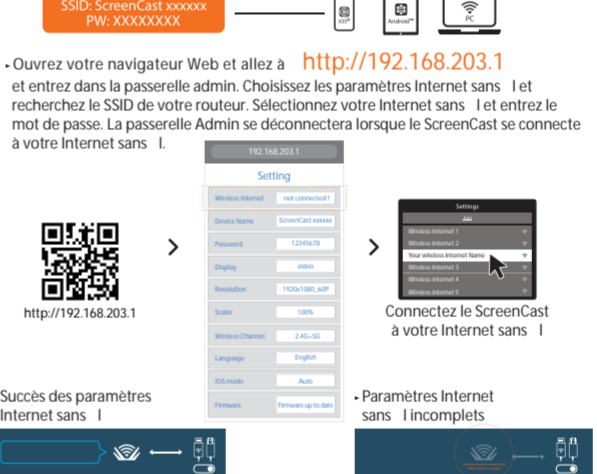 SSID: ScreenCast xxxxxx
PW: XXXXXXXX
iOS®
Android™
PC
Ouvrez votre navigateur Web et allez à http://192.168.203.1
et entrez dans la passerelle admin. Choisissez les paramètres Internet sans l et
recherchez le SSID de votre routeur. Sélectionnez votre Internet sans l et entrez le
mot de passe. La passerelle Admin se déconnectera lorsque le ScreenCast se connecte
à votre Internet sans l.
192.168.203.1
Setting
Wireless Internet not connected !
Device Name ScreenCast xxxxxx
Password 12345678
Display video
Resolution 1920x1080_60P
Scaler 100%
Wireless Channel 2.4G+5G
Language English
IOS mode Auto
Firmware Firmware up to date
http://192.168.203.1
Settings
Wireless Internet 1
Wireless Internet 2
Your wireless Internet Name
Wireless Internet 3
Wireless Internet 4
Wireless Internet 5
Connectez le ScreenCast
à votre Internet sans l
Succès des paramètres
Internet sans l
Paramètres Internet
sans l incomplets